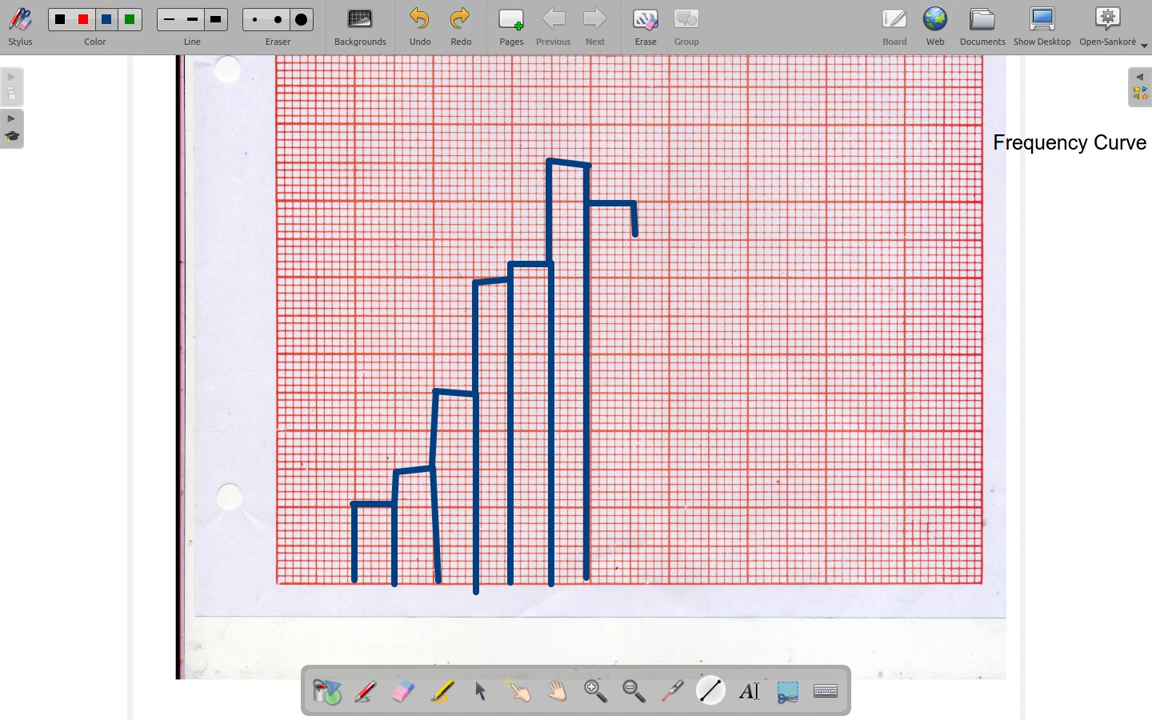 Stylus
Color
Line
Eraser
Backgrounds
Undo
Redo
Pages
Previous
Next
Erase
Group
Board
Web
Documents
Show Desktop
Open-Sankoré
Frequency Curve
AI